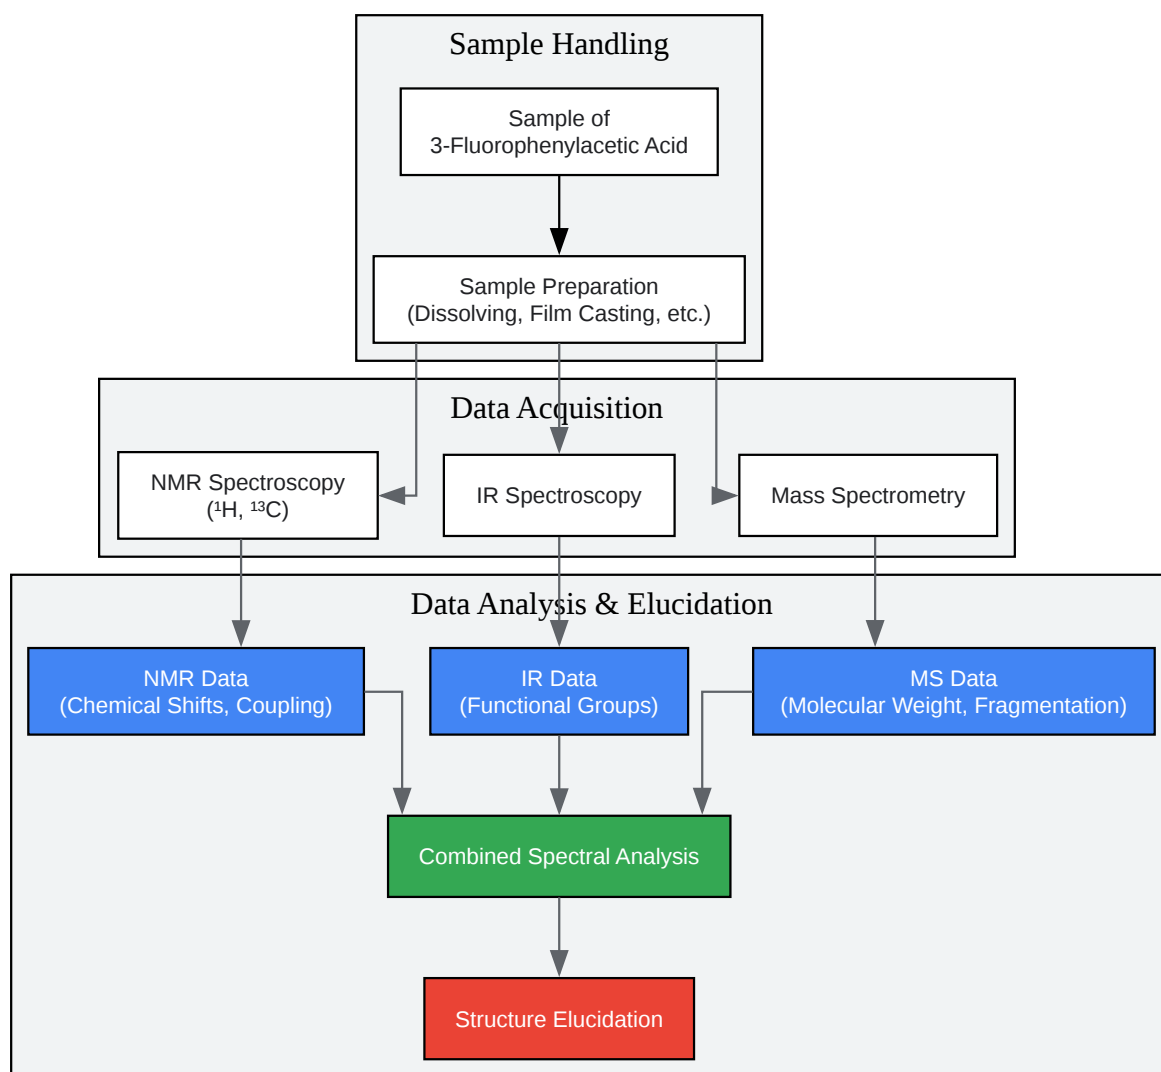 Sample Handling
Sample of
3-Fluorophenylacetic Acid
Sample Preparation
(Dissolving, Film Casting, etc.)
Data Acquisition
NMR Spectroscopy
(¹H, ¹³C)
IR Spectroscopy
Mass Spectrometry
Data Analysis & Elucidation
NMR Data
(Chemical Shifts, Coupling)
IR Data
(Functional Groups)
MS Data
(Molecular Weight, Fragmentation)
Combined Spectral Analysis
Structure Elucidation